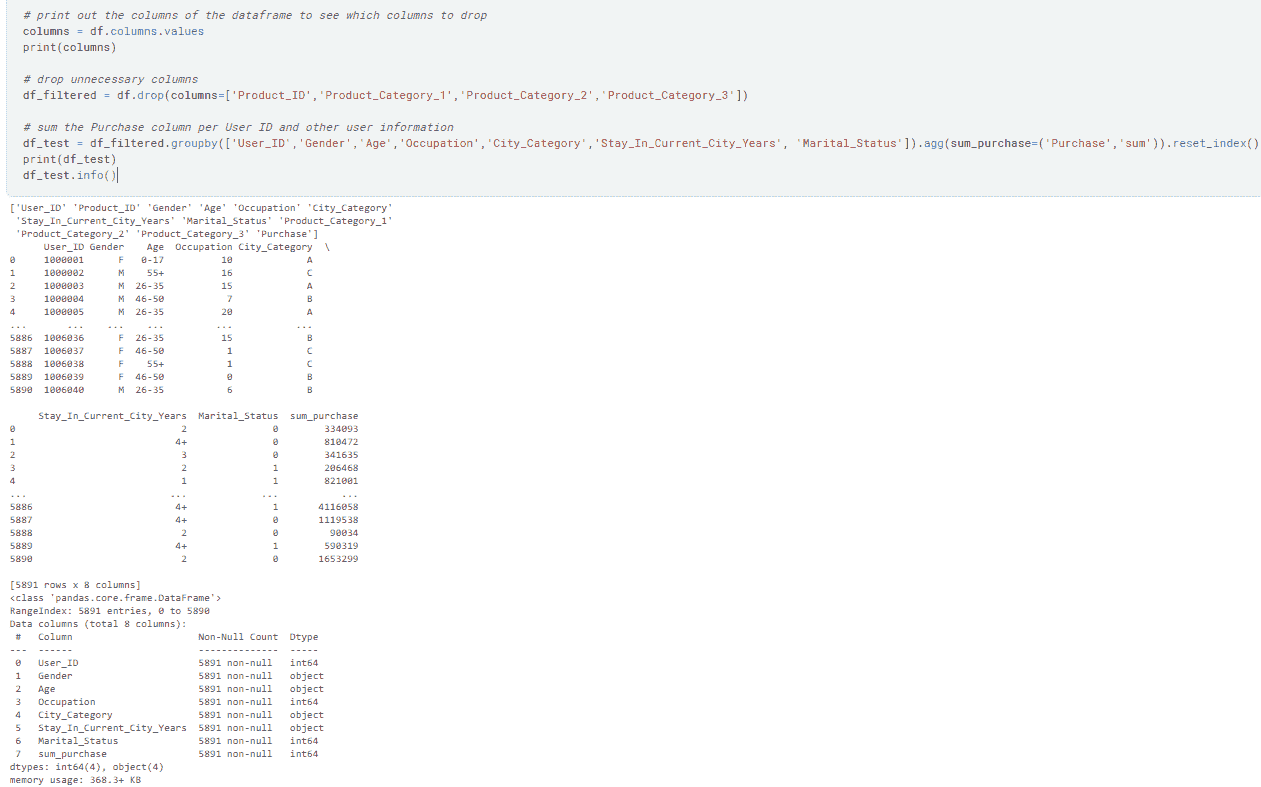 # print out the columns of the dataframe to see which columns to drop
columns = df.columns.values
print(columns)
# drop unnecessary columns
df_filtered = df.drop(columns=['Product_ID','Product_Category_1','Product_Category_2','Product_Category_3'])
# sum the Purchase column per User ID and other user information
df_test = df_filtered.groupby(['User_ID','Gender','Age','Occupation','City_Category','Stay_In_Current_City_Years', 'Marital_Status']).agg(sum_purchase=('Purchase','sum')).reset_index()
print(df_test)
df_test.info()
['User_ID' 'Product_ID' 'Gender' 'Age' 'Occupation' 'City_Category'
 'Stay_In_Current_City_Years' 'Marital_Status' 'Product_Category_1'
 'Product_Category_2' 'Product_Category_3' 'Purchase']
      User_ID Gender    Age  Occupation City_Category  \
0     1000001      F   0-17          10             A
1     1000002      M    55+          16             C
2     1000003      M  26-35          15             A
3     1000004      M  46-50           7             B
4     1000005      M  26-35          20             A
...       ...    ...    ...         ...           ...
5886  1006036      F  26-35          15             B
5887  1006037      F  46-50           1             C
5888  1006038      F    55+           1             C
5889  1006039      F  46-50           0             B
5890  1006040      M  26-35           6             B
     Stay_In_Current_City_Years  Marital_Status  sum_purchase
0                             2               0        334093
1                            4+               0        810472
2                             3               0        341635
3                             2               1        206468
4                             1               1        821001
...                         ...             ...           ...
5886                         4+               1       4116058
5887                         4+               0       1119538
5888                          2               0         90034
5889                         4+               1        590319
5890                          2               0       1653299
[5891 rows x 8 columns]
<class 'pandas.core.frame.DataFrame'>
RangeIndex: 5891 entries, 0 to 5890
Data columns (total 8 columns):
 #   Column                      Non-Null Count  Dtype
---  ------                      --------------  -----
 0   User_ID                     5891 non-null   int64
 1   Gender                      5891 non-null   object
 2   Age                         5891 non-null   object
 3   Occupation                  5891 non-null   int64
 4   City_Category               5891 non-null   object
 5   Stay_In_Current_City_Years  5891 non-null   object
 6   Marital_Status              5891 non-null   int64
 7   sum_purchase                5891 non-null   int64
dtypes: int64(4), object(4)
memory usage: 368.3+ KB